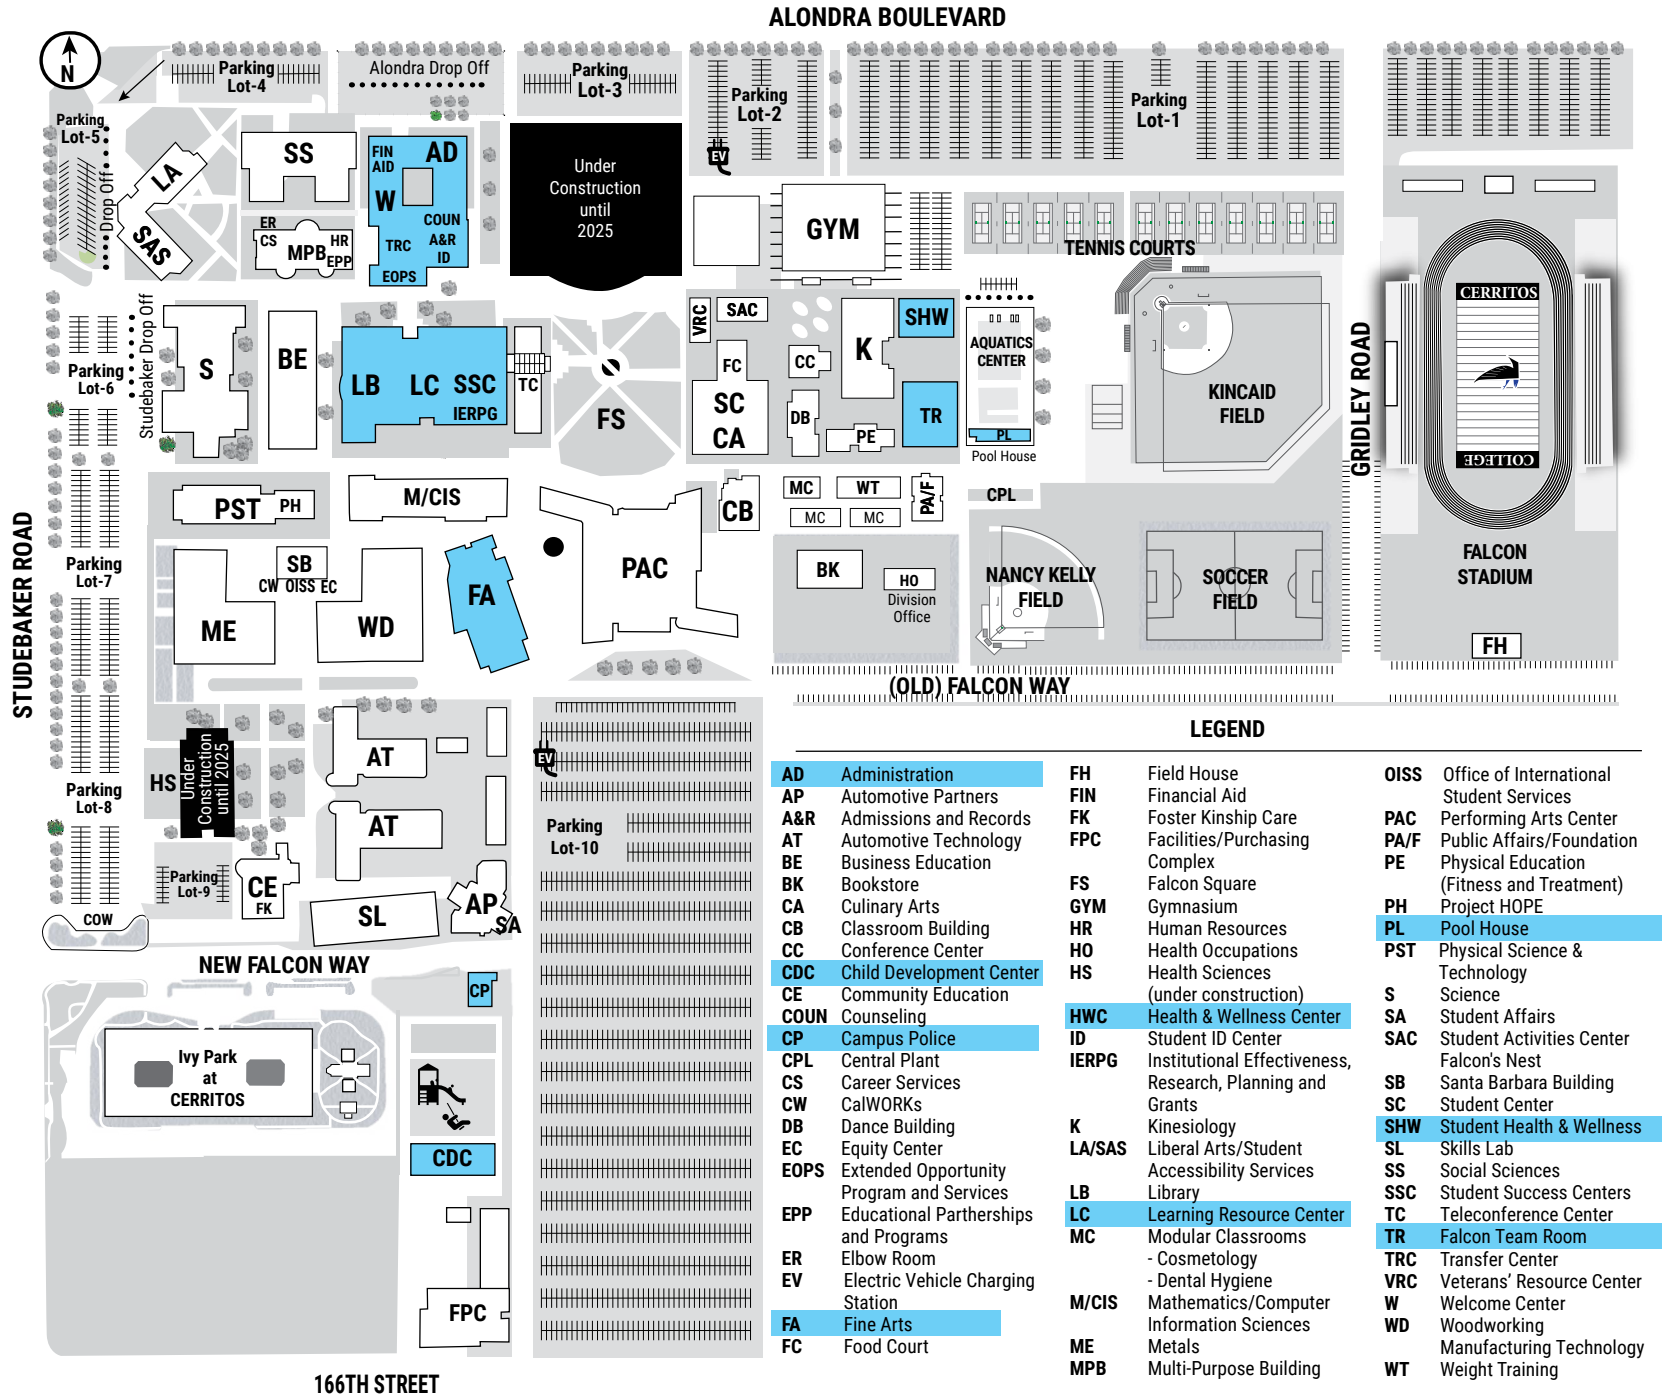 ALONDRA BOULEVARD
N
Parking
Lot-4
Alondra Drop Off
Parking
Lot-3
Parking
Lot-2
EV
Parking
Lot-1
Parking
Lot-5
Drop Off
LA
SAS
SS
FIN
AID
AD
W
COUN
TRC
A&R
ID
EOPS
ER
CS
MPB
HR
EPP
Under
Construction
until
2025
GYM
TENNIS COURTS
Studebaker Drop Off
Parking
Lot-6
S
BE
LB
LC
SSC
IERPG
TC
FS
VRC
SAC
FC
SC
CA
CC
K
SHW
DB
PE
TR
AQUATICS
CENTER
PL
Pool House
KINCAID
FIELD
GRIDLEY ROAD
CERRITOS
COLLEGE
FALCON
STADIUM
FH
STUDEBAKER ROAD
PST
PH
M/CIS
CB
MC
WT
PA/F
MC
MC
CPL
Parking
Lot-7
SB
CW OISS EC
ME
WD
FA
PAC
BK
HO
Division
Office
NANCY KELLY
FIELD
SOCCER
FIELD
(OLD) FALCON WAY
HS
Under
Construction
until 2025
AT
AT
EV
Parking
Lot-8
Parking
Lot-9
CE
FK
SL
AP
SA
Parking
Lot-10
COW
NEW FALCON WAY
CP
Ivy Park
at
CERRITOS
CDC
FPC
166TH STREET
LEGEND
AD Administration
AP Automotive Partners
A&R Admissions and Records
AT Automotive Technology
BE Business Education
BK Bookstore
CA Culinary Arts
CB Classroom Building
CC Conference Center
CDC Child Development Center
CE Community Education
COUN Counseling
CP Campus Police
CPL Central Plant
CS Career Services
CW CalWORKs
DB Dance Building
EC Equity Center
EOPS Extended Opportunity
Program and Services
EPP Educational Partherships
and Programs
ER Elbow Room
EV Electric Vehicle Charging
Station
FA Fine Arts
FC Food Court
FH Field House
FIN Financial Aid
FK Foster Kinship Care
FPC Facilities/Purchasing
Complex
FS Falcon Square
GYM Gymnasium
HR Human Resources
HO Health Occupations
HS Health Sciences
(under construction)
HWC Health & Wellness Center
ID Student ID Center
IERPG Institutional Effectiveness,
Research, Planning and
Grants
K Kinesiology
LA/SAS Liberal Arts/Student
Accessibility Services
LB Library
LC Learning Resource Center
MC Modular Classrooms
- Cosmetology
- Dental Hygiene
M/CIS Mathematics/Computer
Information Sciences
ME Metals
MPB Multi-Purpose Building
OISS Office of International
Student Services
PAC Performing Arts Center
PA/F Public Affairs/Foundation
PE Physical Education
(Fitness and Treatment)
PH Project HOPE
PL Pool House
PST Physical Science &
Technology
S Science
SA Student Affairs
SAC Student Activities Center
Falcon's Nest
SB Santa Barbara Building
SC Student Center
SHW Student Health & Wellness
SL Skills Lab
SS Social Sciences
SSC Student Success Centers
TC Teleconference Center
TR Falcon Team Room
TRC Transfer Center
VRC Veterans’ Resource Center
W Welcome Center
WD Woodworking
Manufacturing Technology
WT Weight Training